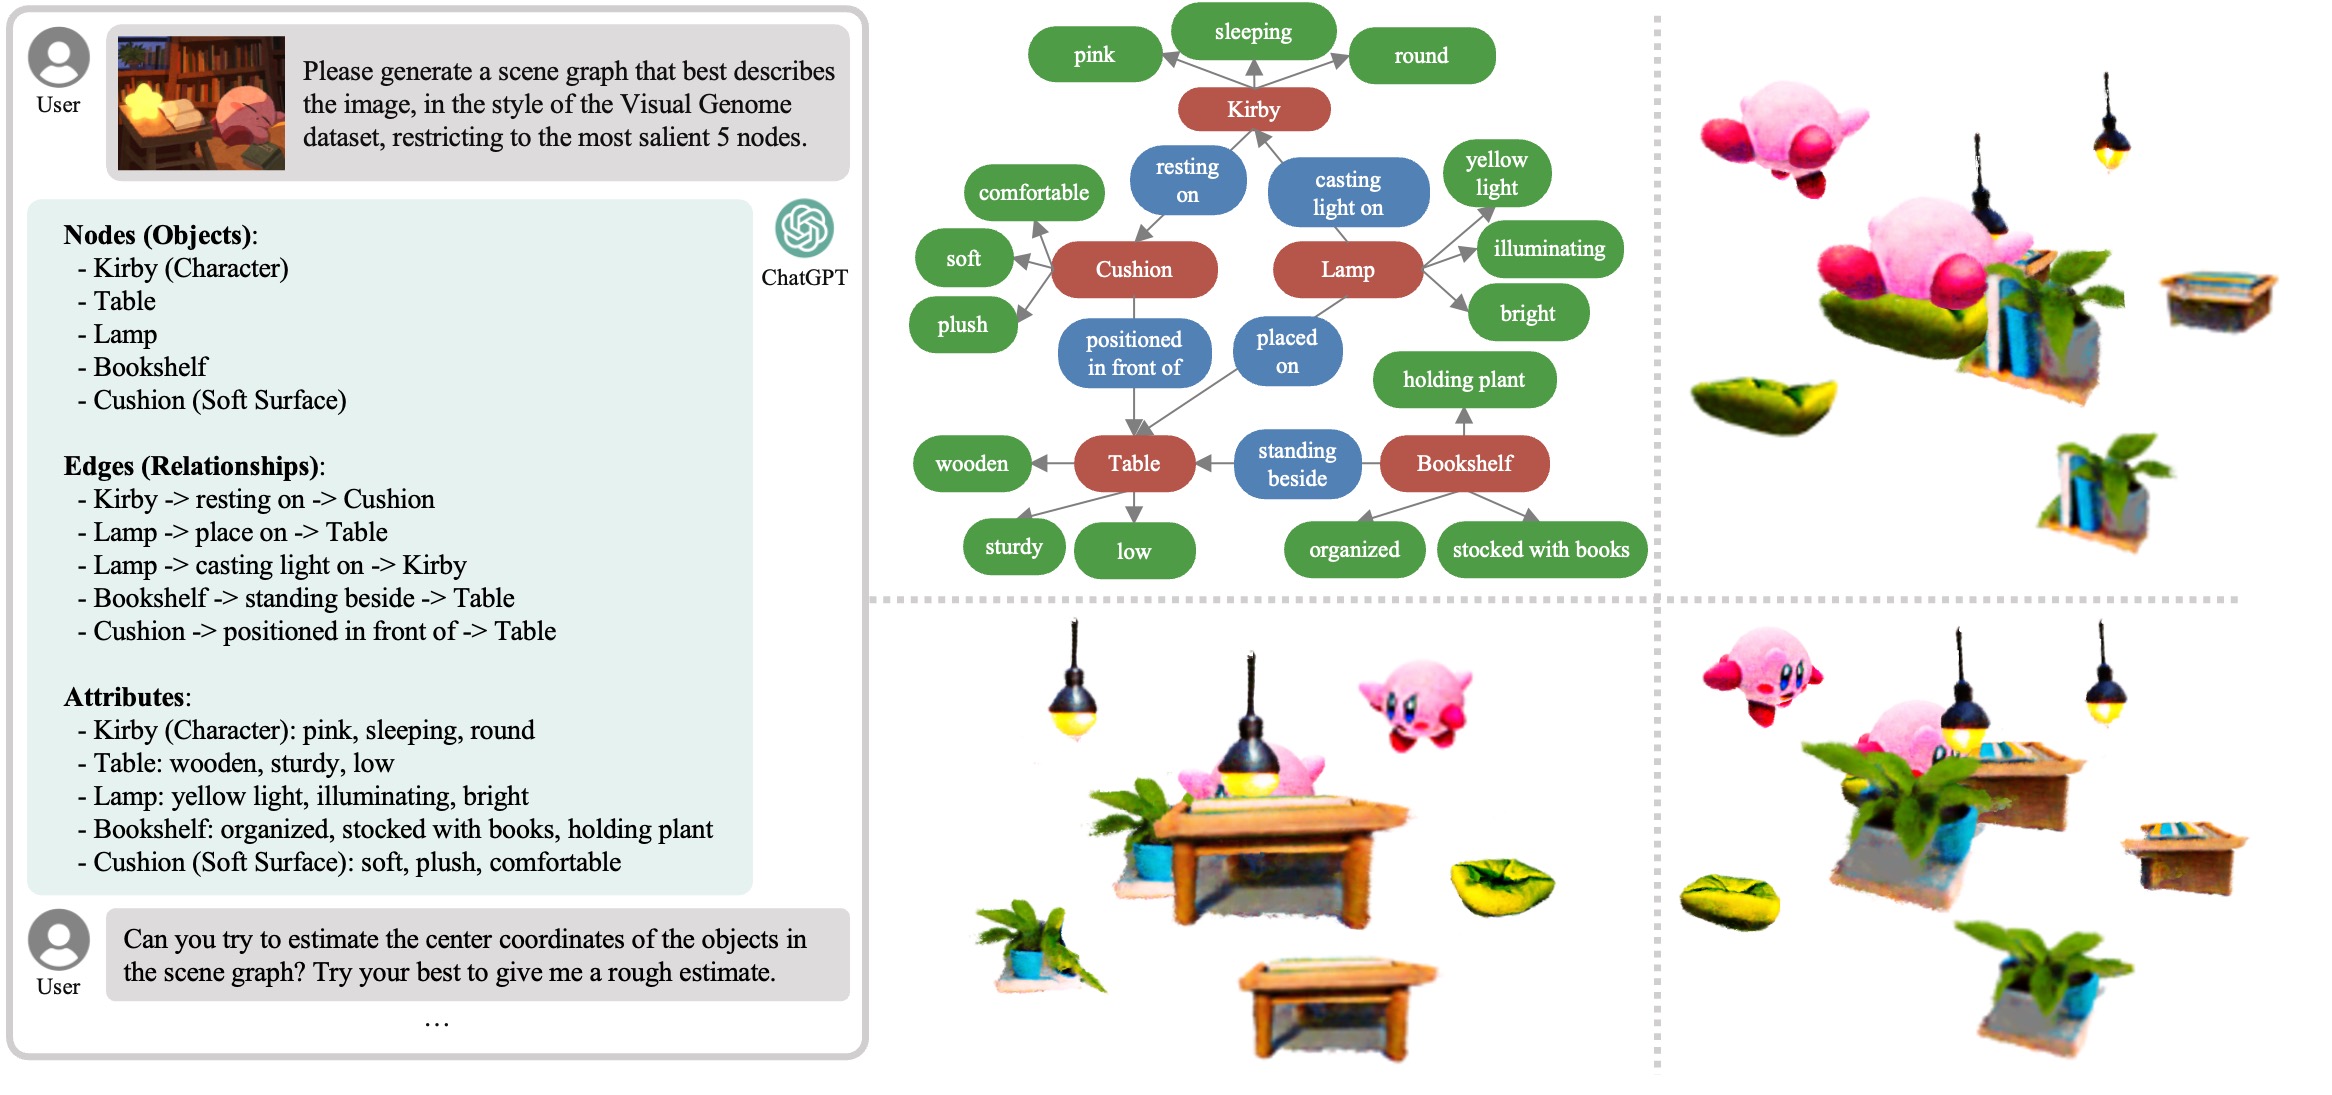 User
Please generate a scene graph that best describes
the image, in the style of the Visual Genome
dataset, restricting to the most salient 5 nodes.
ChatGPT
Nodes (Objects):
- Kirby (Character)
- Table
- Lamp
- Bookshelf
- Cushion (Soft Surface)
Edges (Relationships):
- Kirby -> resting on -> Cushion
- Lamp -> place on -> Table
- Lamp -> casting light on -> Kirby
- Bookshelf -> standing beside -> Table
- Cushion -> positioned in front of -> Table
Attributes:
- Kirby (Character): pink, sleeping, round
- Table: wooden, sturdy, low
- Lamp: yellow light, illuminating, bright
- Bookshelf: organized, stocked with books, holding plant
- Cushion (Soft Surface): soft, plush, comfortable
User
Can you try to estimate the center coordinates of the objects in
the scene graph? Try your best to give me a rough estimate.
...
sleeping
pink
round
Kirby
resting
on
casting
light on
yellow
light
comfortable
soft
Cushion
Lamp
illuminating
plush
bright
positioned
in front of
placed
on
holding plant
wooden
Table
standing
beside
Bookshelf
sturdy
low
organized
stocked with books